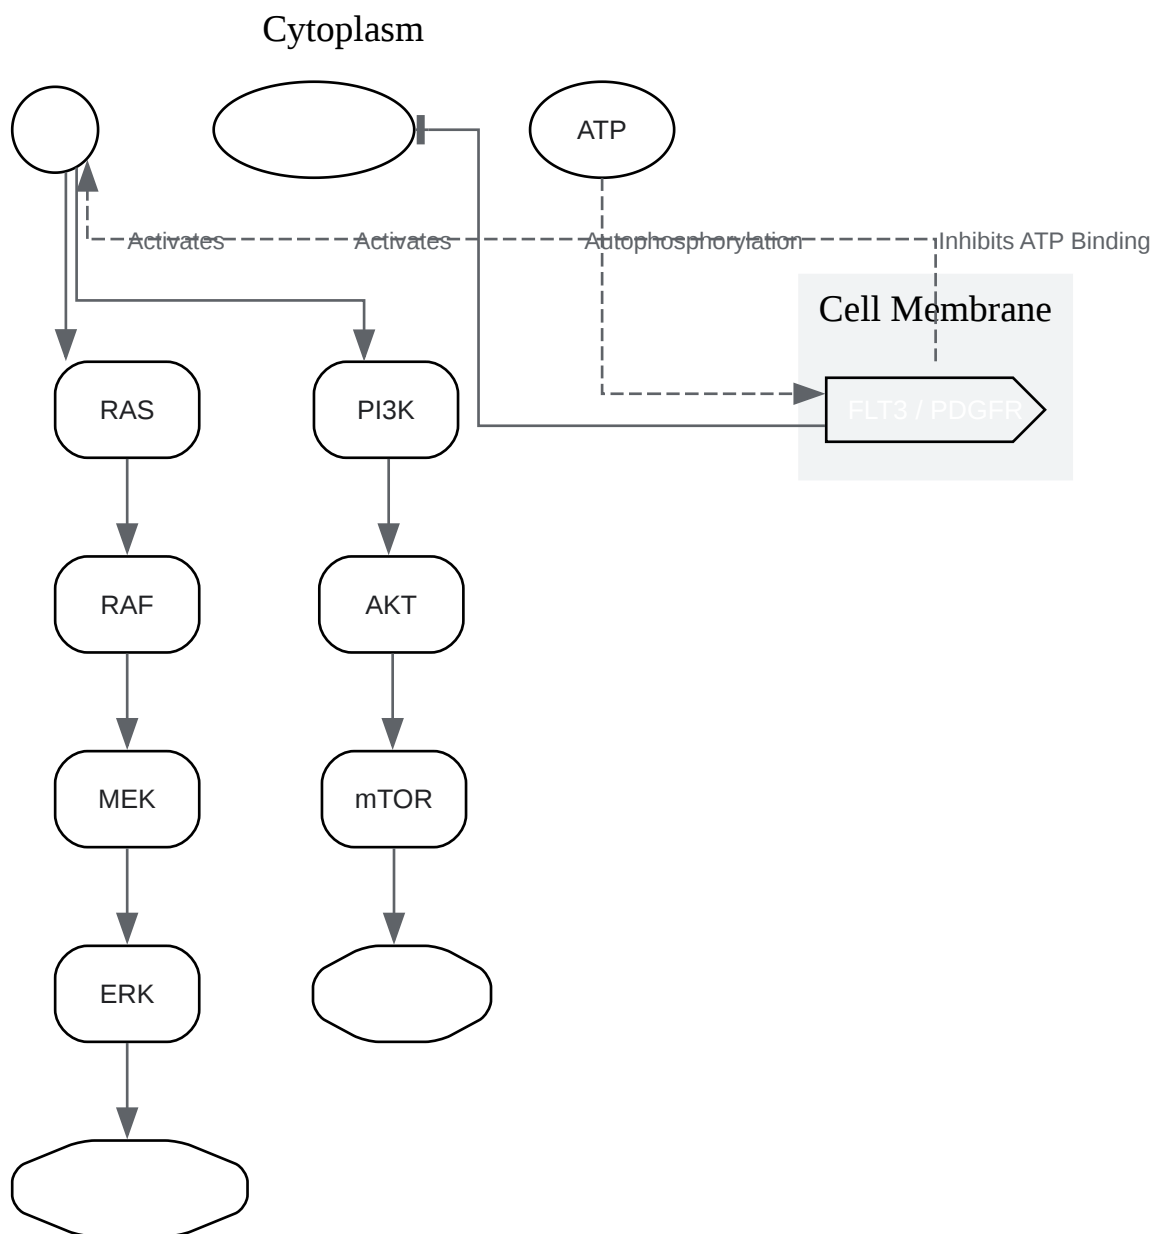 Cytoplasm
ATP
Activates
Activates
Autophosphorylation
Inhibits ATP Binding
Cell Membrane
RAS
PI3K
FLT3 / PDGFR
RAF
AKT
MEK
mTOR
ERK